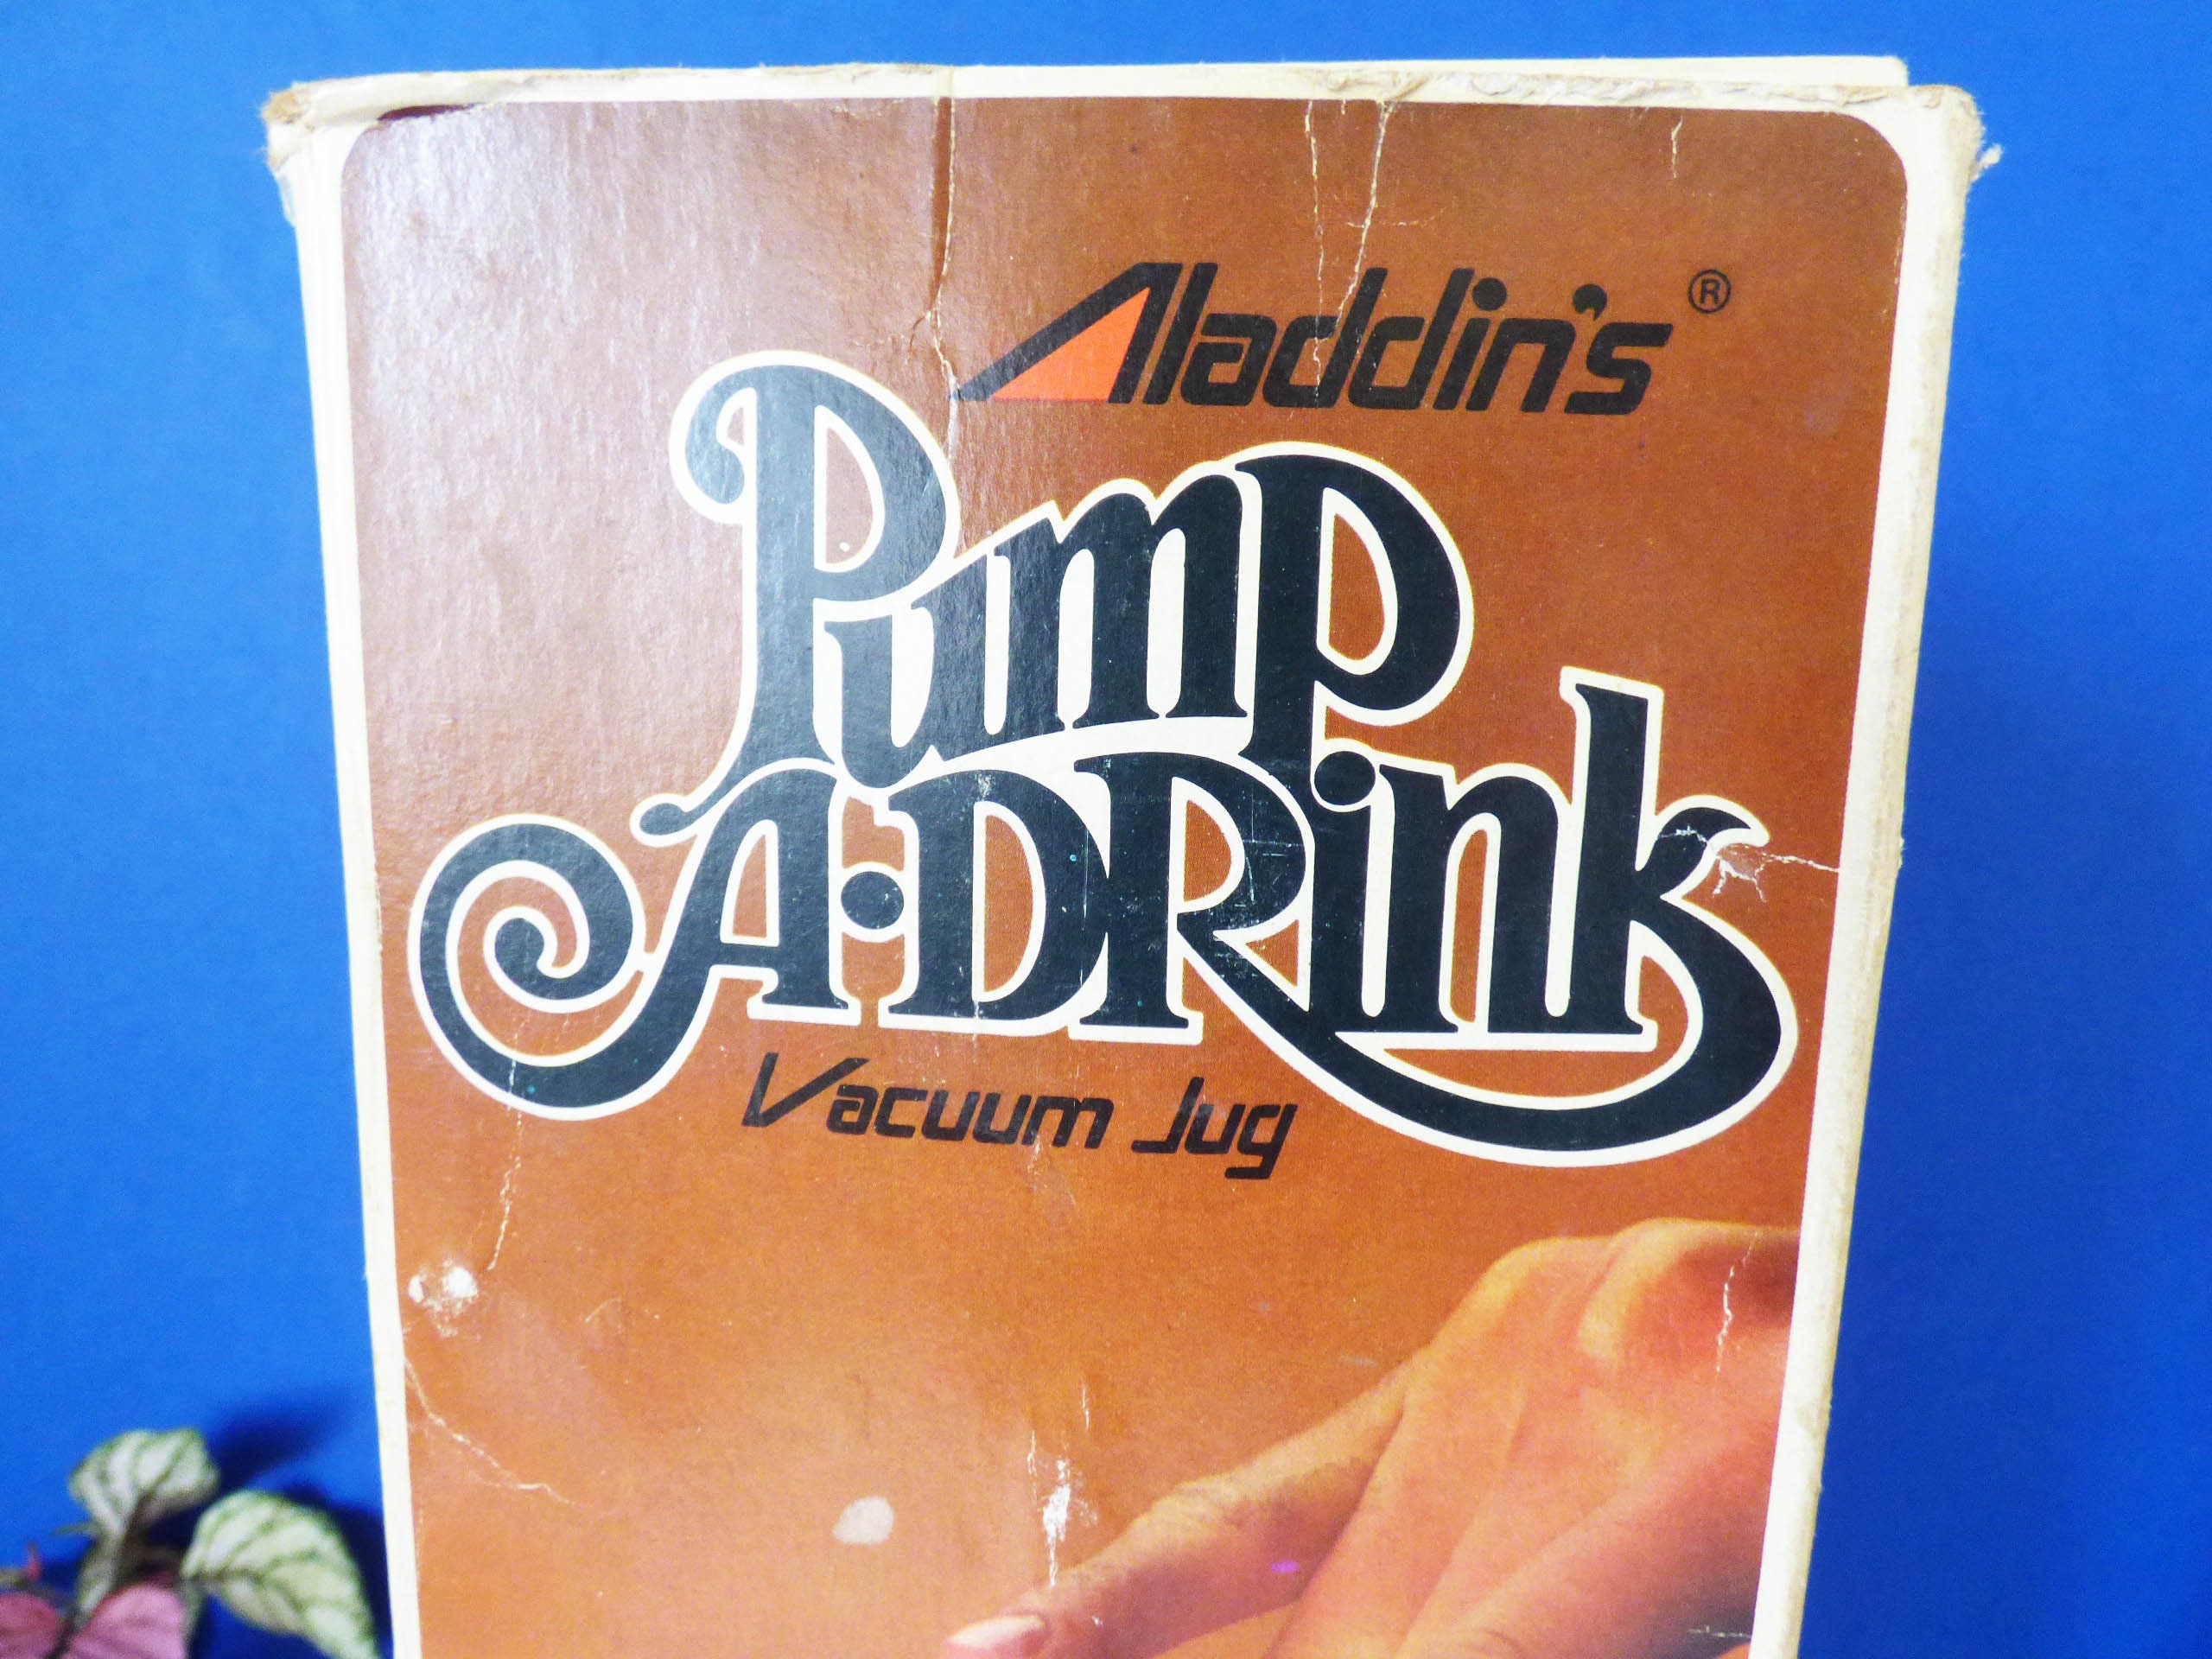 Aladdin's®
Pump
A·DRink
Vacuum Jug